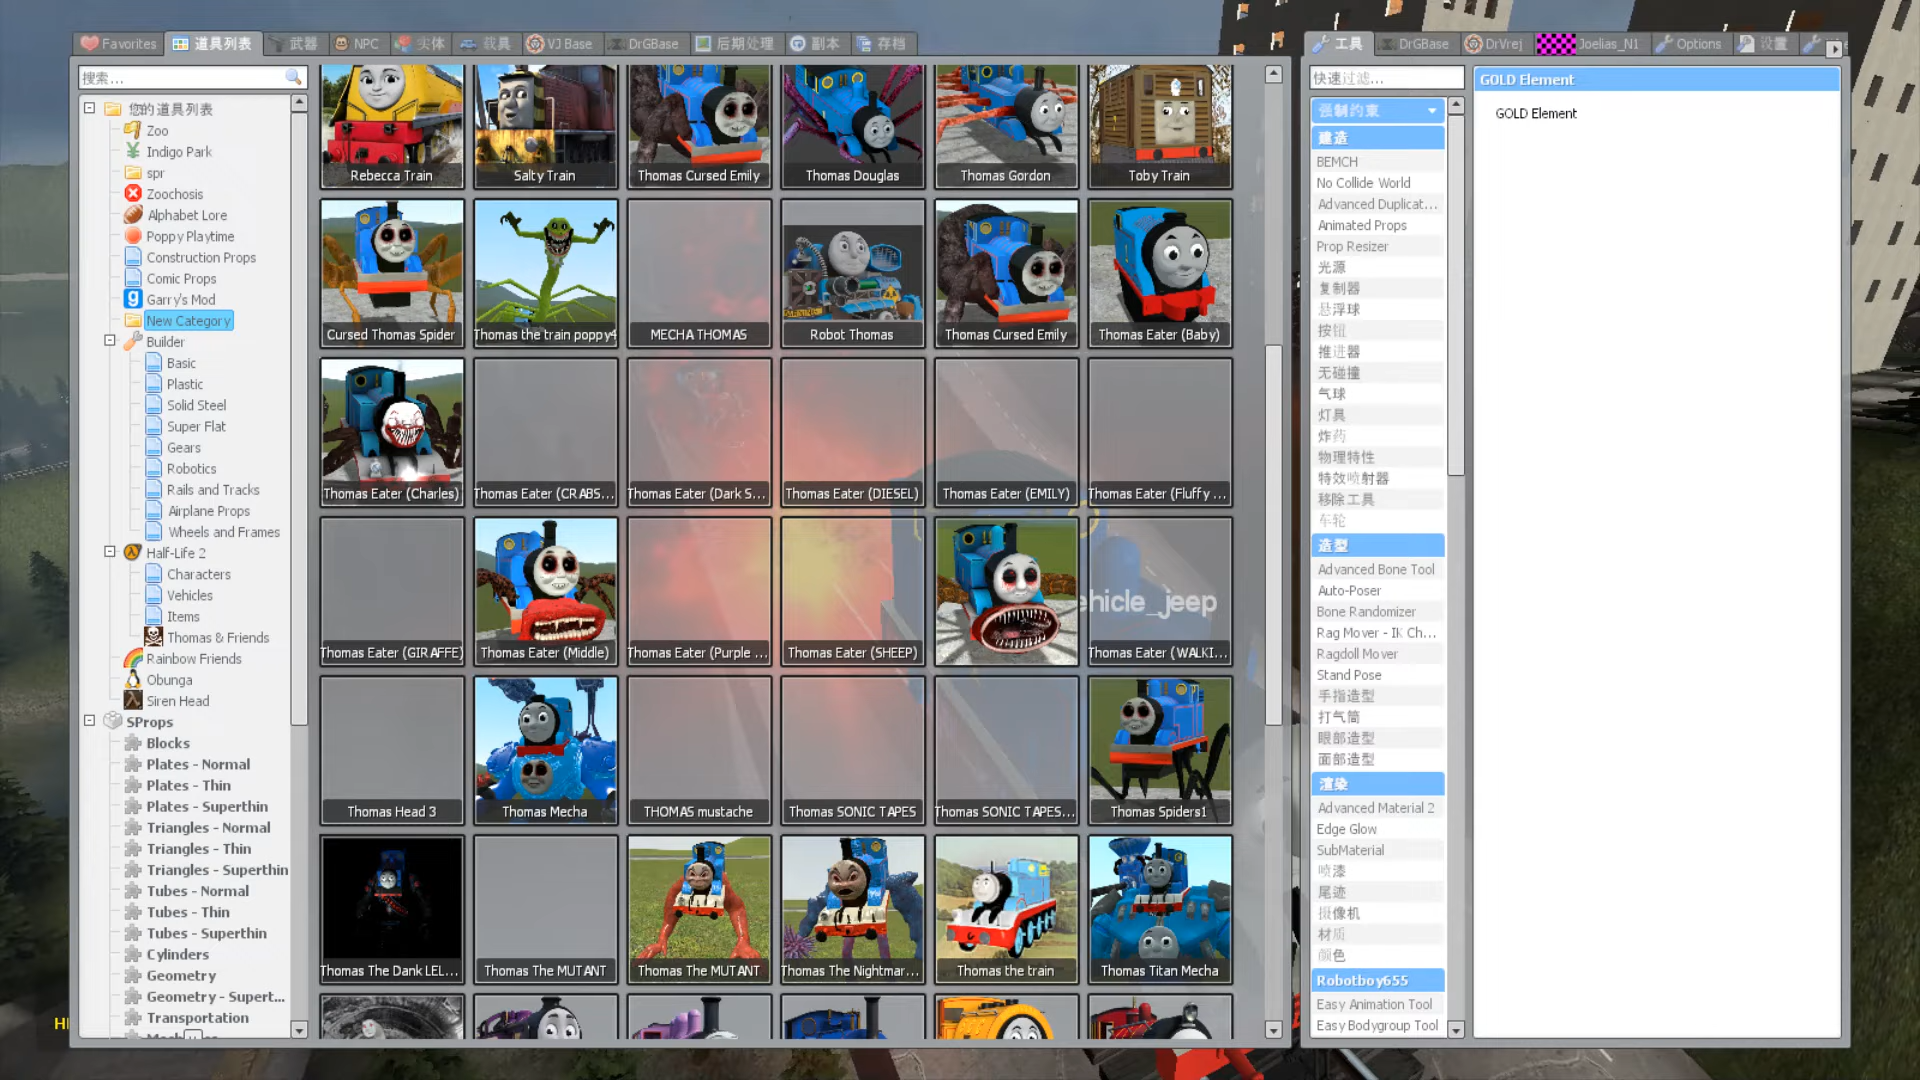 Favorites
道具列表
武器
NPC
实体
载具
VJ Base
DrGBase
后期处理
副本
存档
搜索...
您的道具列表
Zoo
Indigo Park
spr
Zoochosis
Alphabet Lore
Poppy Playtime
Construction Props
Comic Props
Garry's Mod
New Category
Builder
Basic
Plastic
Solid Steel
Super Flat
Gears
Robotics
Rails and Tracks
Airplane Props
Wheels and Frames
Half-Life 2
Characters
Vehicles
Items
Thomas & Friends
Rainbow Friends
Obunga
Siren Head
SProps
Blocks
Plates - Normal
Plates - Thin
Plates - Superthin
Triangles - Normal
Triangles - Thin
Triangles - Superthin
Tubes - Normal
Tubes - Thin
Tubes - Superthin
Cylinders
Geometry
Geometry - Supert...
Transportation
Rebecca Train
Salty Train
Thomas Cursed Emily
Thomas Douglas
Thomas Gordon
Toby Train
Cursed Thomas Spider
Thomas the train poppy4
MECHA THOMAS
Robot Thomas
Thomas Cursed Emily
Thomas Eater (Baby)
Thomas Eater (Charles)
Thomas Eater (CRABS...
Thomas Eater (Dark S...
Thomas Eater (DIESEL)
Thomas Eater (EMILY)
Thomas Eater (Fluffy ...
Thomas Eater (GIRAFFE)
Thomas Eater (Middle)
Thomas Eater (Purple ...
Thomas Eater (SHEEP)
ehicle_jeep
Thomas Eater (WALKI...
Thomas Head 3
Thomas Mecha
THOMAS mustache
Thomas SONIC TAPES
Thomas SONIC TAPES...
Thomas Spiders1
Thomas The Dank LEL...
Thomas The MUTANT
Thomas The MUTANT
Thomas The Nightmar...
Thomas the train
Thomas Titan Mecha
工具
DrGBase
DrVrej
Joelias_N1
Options
设置
快速过滤...
强制约束
建造
BEMCH
No Collide World
Advanced Duplicat...
Animated Props
Prop Resizer
光源
复制器
悬浮球
按钮
推进器
无碰撞
气球
灯具
炸药
物理特性
特效喷射器
移除工具
车轮
造型
Advanced Bone Tool
Auto-Poser
Bone Randomizer
Rag Mover - IK Ch...
Ragdoll Mover
Stand Pose
手指造型
打气筒
眼部造型
面部造型
渲染
Advanced Material 2
Edge Glow
SubMaterial
喷漆
尾迹
摄像机
材质
颜色
Robotboy655
Easy Animation Tool
Easy Bodygroup Tool
GOLD Element
GOLD Element